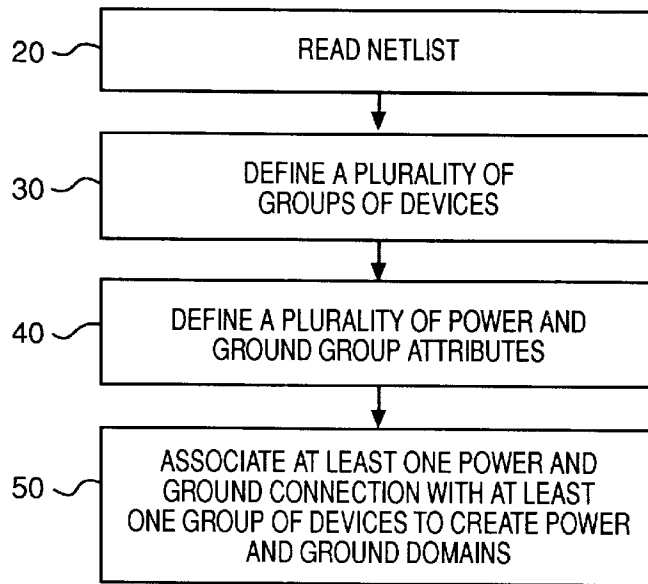 20
READ NETLIST
30
DEFINE A PLURALITY OF
GROUPS OF DEVICES
40
DEFINE A PLURALITY OF POWER AND
GROUND GROUP ATTRIBUTES
50
ASSOCIATE AT LEAST ONE POWER AND
GROUND CONNECTION WITH AT LEAST
ONE GROUP OF DEVICES TO CREATE POWER
AND GROUND DOMAINS